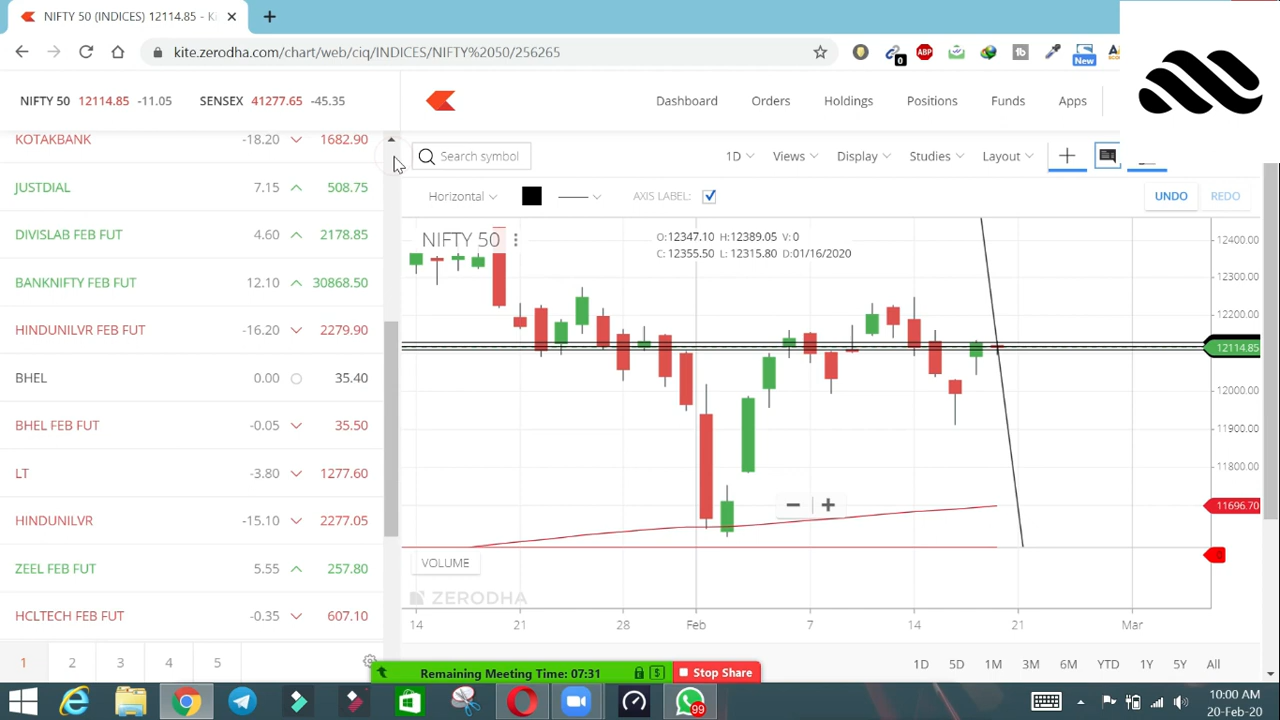 NIFTY 50 (INDICES) 12114.85 - Ki
kite.zerodha.com/chart/web/ciq/INDICES/NIFTY%2050/256265
0 ABP fb New
NIFTY 50 12114.85 -11.05 SENSEX 41277.65 -45.35
Dashboard Orders Holdings Positions Funds Apps
KOTAKBANK -18.20 1682.90
JUSTDIAL 7.15 508.75
DIVISLAB FEB FUT 4.60 2178.85
BANKNIFTY FEB FUT 12.10 30868.50
HINDUNILVR FEB FUT -16.20 2279.90
BHEL 0.00 35.40
BHEL FEB FUT -0.05 35.50
LT -3.80 1277.60
HINDUNILVR -15.10 2277.05
ZEEL FEB FUT 5.55 257.80
HCLTECH FEB FUT -0.35 607.10
1 2 3 4 5
Search symbol 1D Views Display Studies Layout
Horizontal AXIS LABEL: UNDO REDO
NIFTY 50
O:12347.10 H:12389.05 V:0
C:12355.50 L:12315.80 D:01/16/2020
12400.00
12300.00
12200.00
12114.85
12000.00
11900.00
11800.00
11696.70
VOLUME
ZERODHA
14 21 28 Feb 7 14 21 Mar
1D 5D 1M 3M 6M YTD 1Y 5Y All
Remaining Meeting Time: 07:31 Stop Share
99
10:00 AM
20-Feb-20